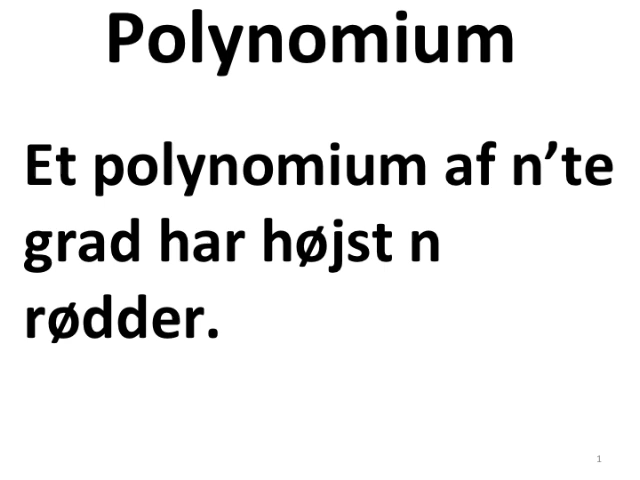 Polynomium
Et polynomium af n’te
grad har højst n
rødder.
1